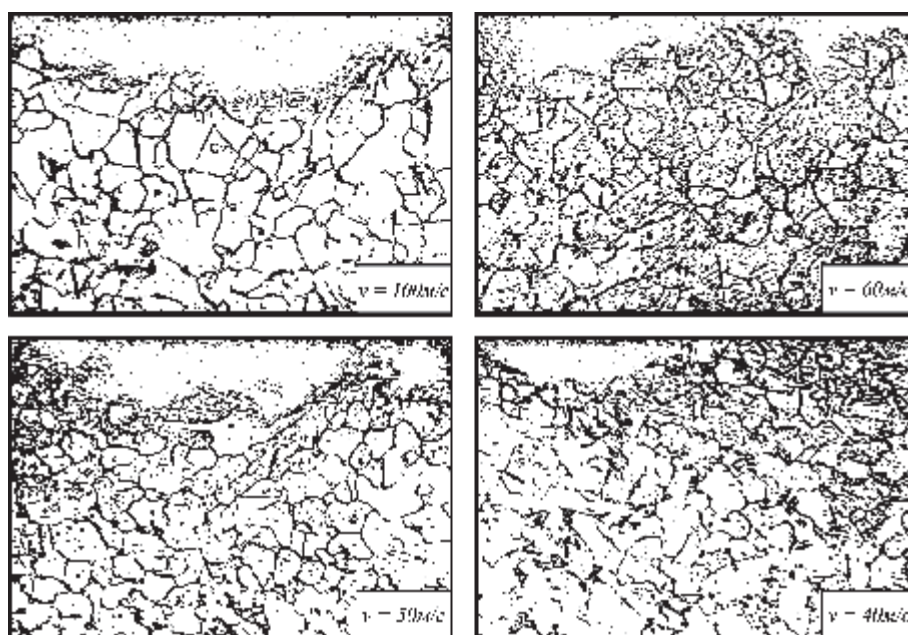 v = 100м/с
v = 60м/с
v = 50м/с
v = 40м/с